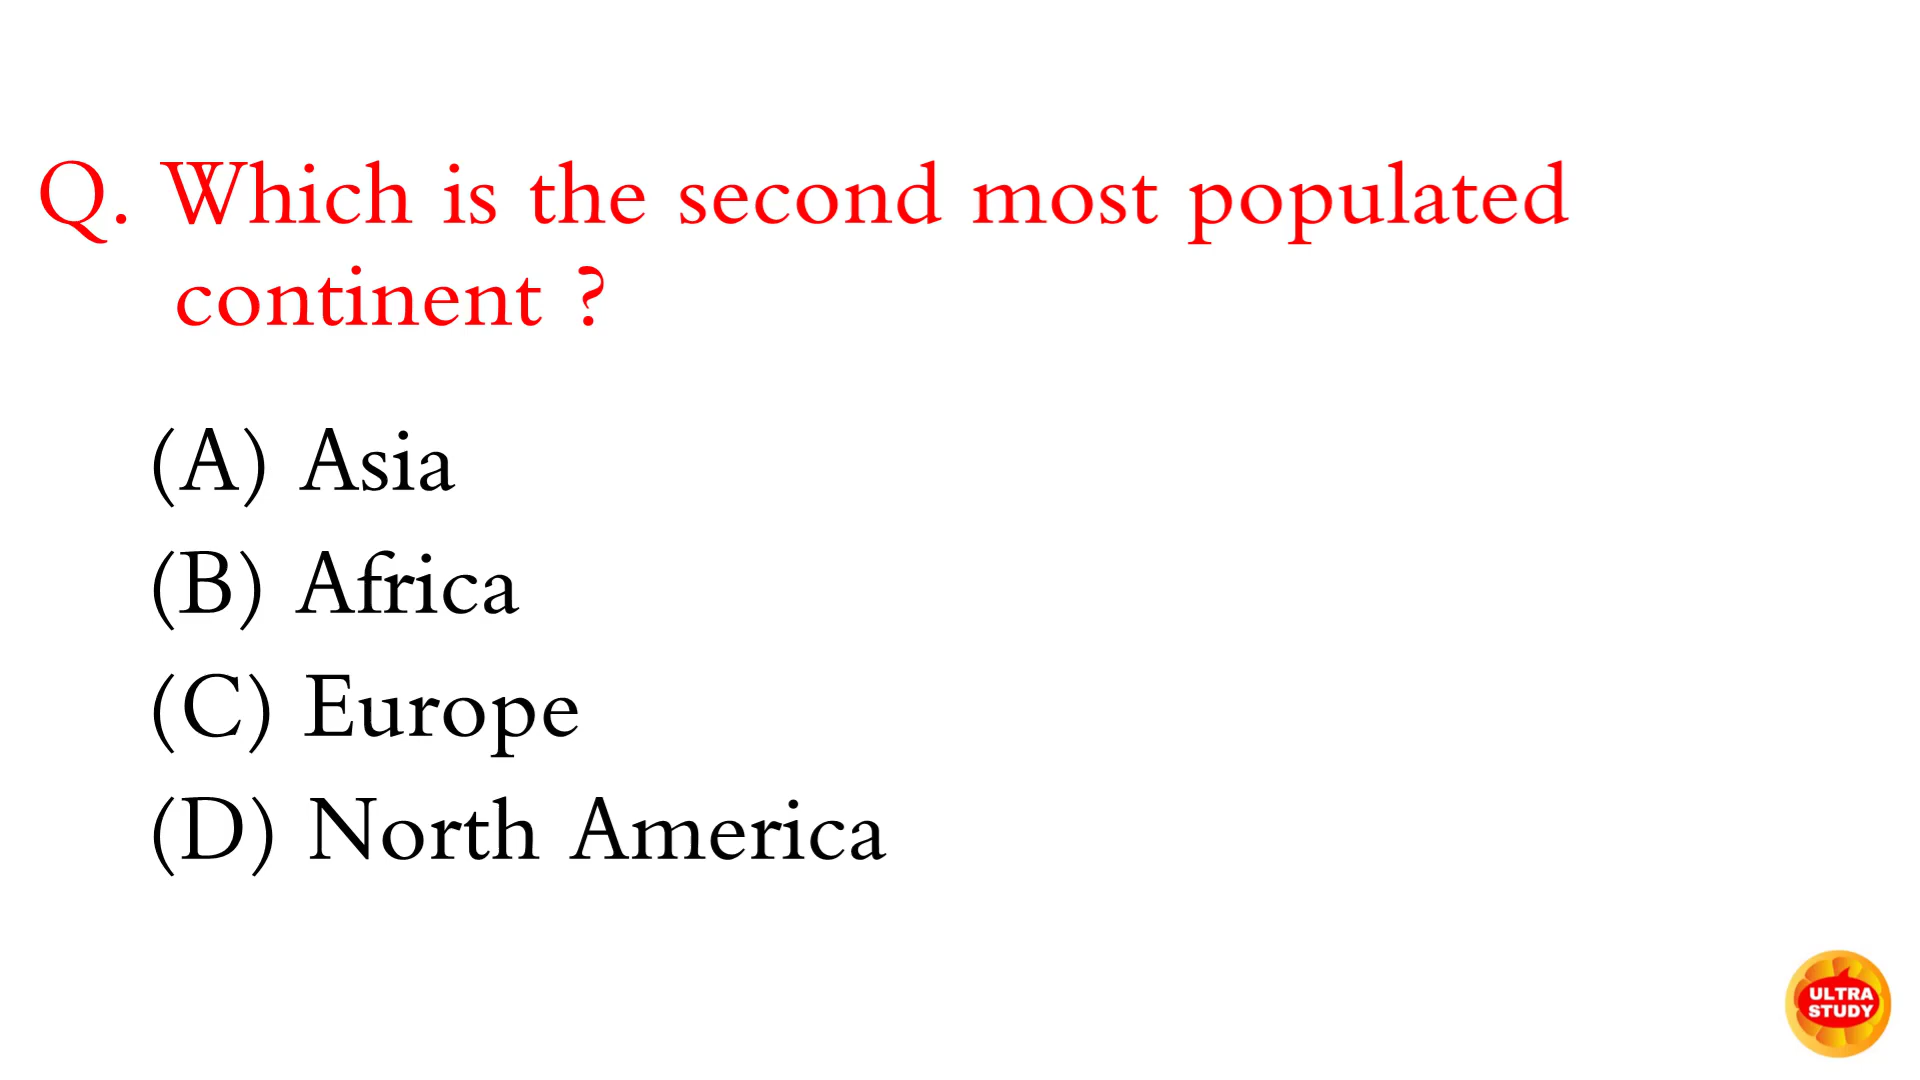 Q. Which is the second most populated
continent ?
(A) Asia
(B) Africa
(C) Europe
(D) North America
ULTRA
STUDY